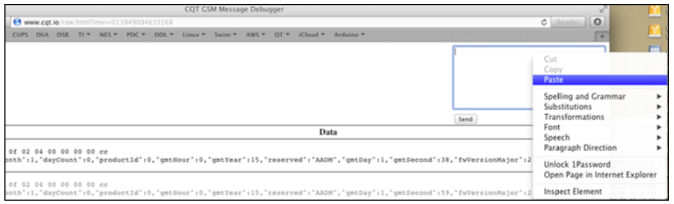 CQT GSM Message Debugger
www.cqt.io/raw.html?imei=013949004635168
Reader
CUPS DSA DSB TI NES PDC DDL Linux Swim AWS QT iCloud Arduino
Cut
Copy
Paste
Spelling and Grammar
Substitutions
Transformations
Font
Speech
Paragraph Direction
Unlock 1Password
Open Page in Internet Explorer
Inspect Element
Send
Data
0f 02 04 00 00 00 00 ee
onth":1,"dayCount":0,"productId":0,"gmtHour":0,"gmtYear":15,"reserved":"AADM","gmtDay":1,"gmtSecond":38,"fwVersionMajor":2
0f 02 04 00 00 00 00 ee
onth":1,"dayCount":0,"productId":0,"gmtHour":0,"gmtYear":15,"reserved":"AADM","gmtDay":1,"gmtSecond":59,"fwVersionMajor":2